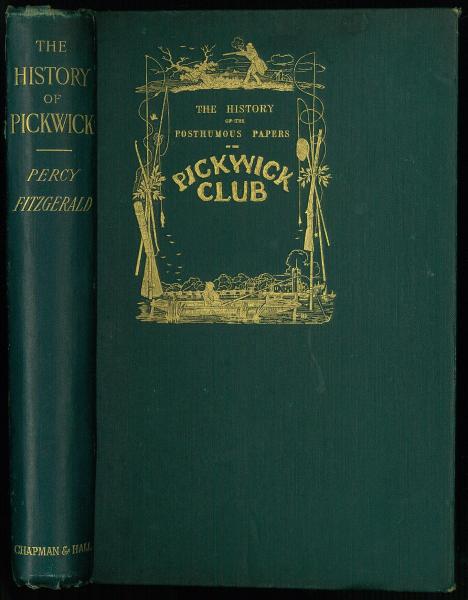 THE
HISTORY
OF
PICKWICK
PERCY
FITZGERALD
CHAPMAN & HALL
THE HISTORY
OF THE
POSTHUMOUS PAPERS
OF THE
PICKWICK
CLUB